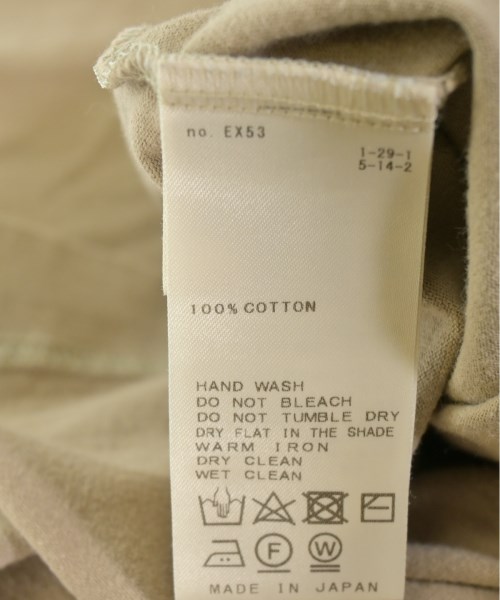 no. EX53
1-29-1
5-14-2
100% COTTON
HAND WASH
DO NOT BLEACH
DO NOT TUMBLE DRY
DRY FLAT IN THE SHADE
WARM IRON
DRY CLEAN
WET CLEAN
F W
MADE IN JAPAN